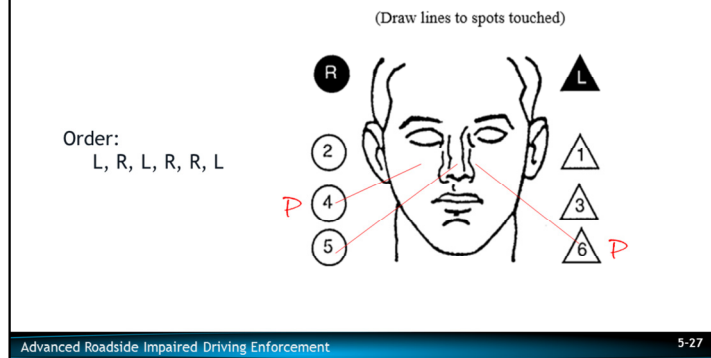 (Draw lines to spots touched)
R
L
Order:
L, R, L, R, R, L
2
1
P 4
3
5
6 P
Advanced Roadside Impaired Driving Enforcement
5-27